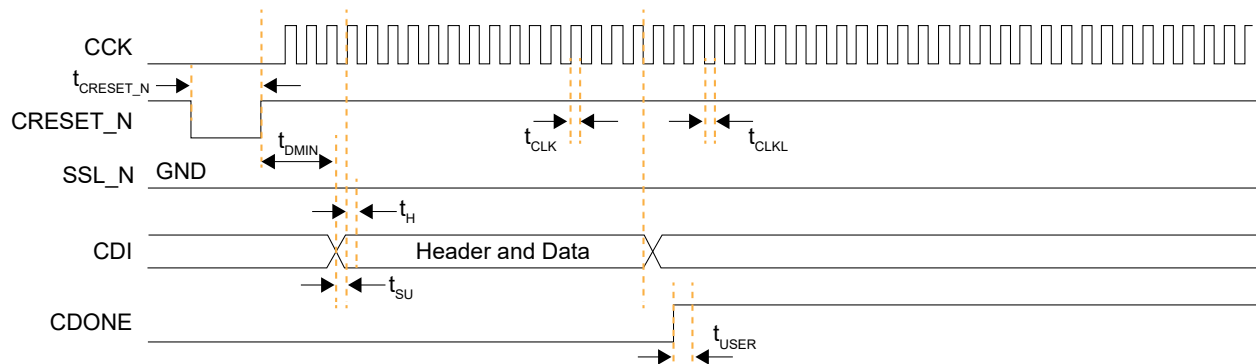 CCK
tCRESET_N
CRESET_N
tDMIN
tCLK
tCLKL
SSL_N
GND
tH
CDI
Header and Data
tSU
CDONE
tUSER